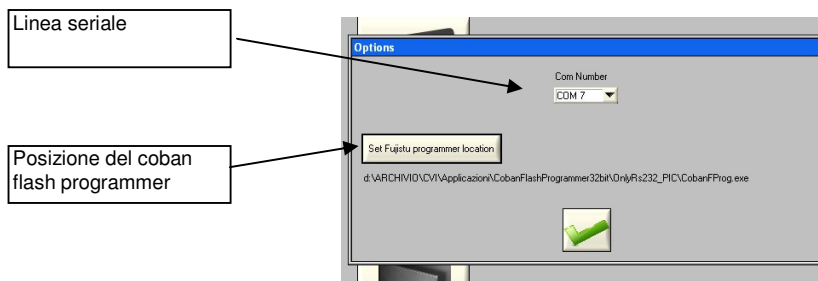 Linea seriale
Options
Com Number
COM 7
Set Fujistu programmer location
Posizione del coban
flash programmer
d:\ARCHIVIO\CVI\Applicazioni\CobanFlashProgrammer32bit\OnlyRs232_PIC\CobanFProg.exe